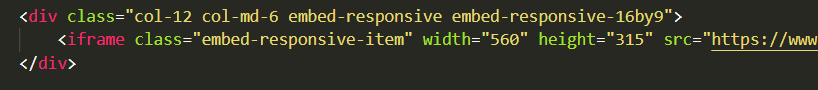 <div class="col-12 col-md-6 embed-responsive embed-responsive-16by9">
<iframe class="embed-responsive-item" width="560" height="315" src="https://www
</div>